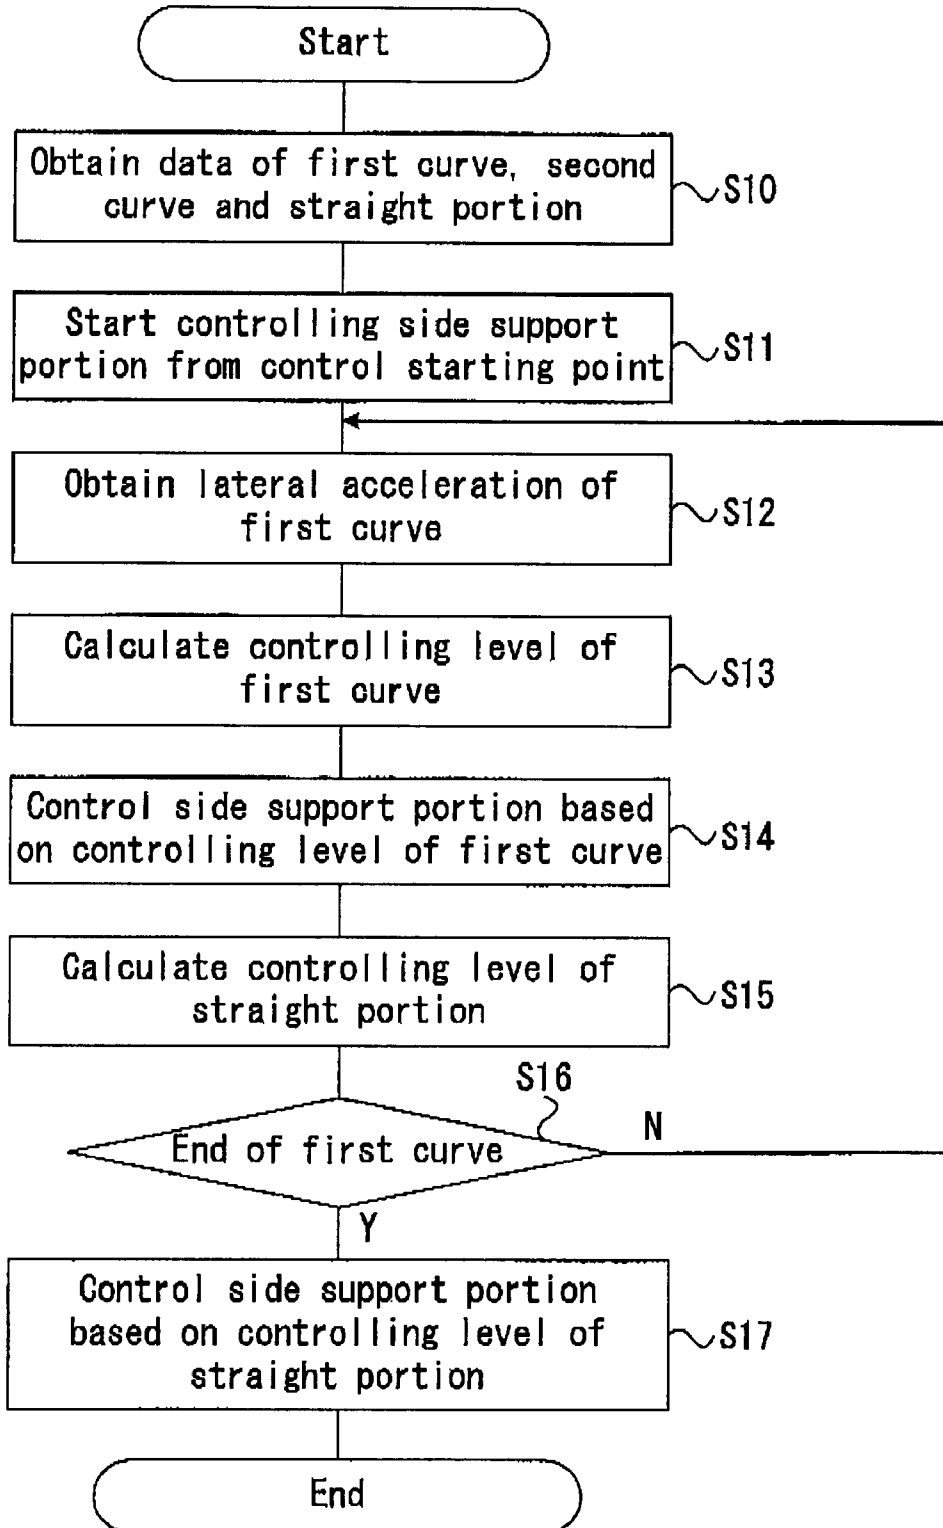 Start
Obtain data of first curve, second
curve and straight portion
S10
Start controlling side support
portion from control starting point
S11
Obtain lateral acceleration of
first curve
S12
Calculate controlling level of
first curve
S13
Control side support portion based
on controlling level of first curve
S14
Calculate controlling level of
straight portion
S15
S16
End of first curve
N
Y
Control side support portion
based on controlling level of
straight portion
S17
End